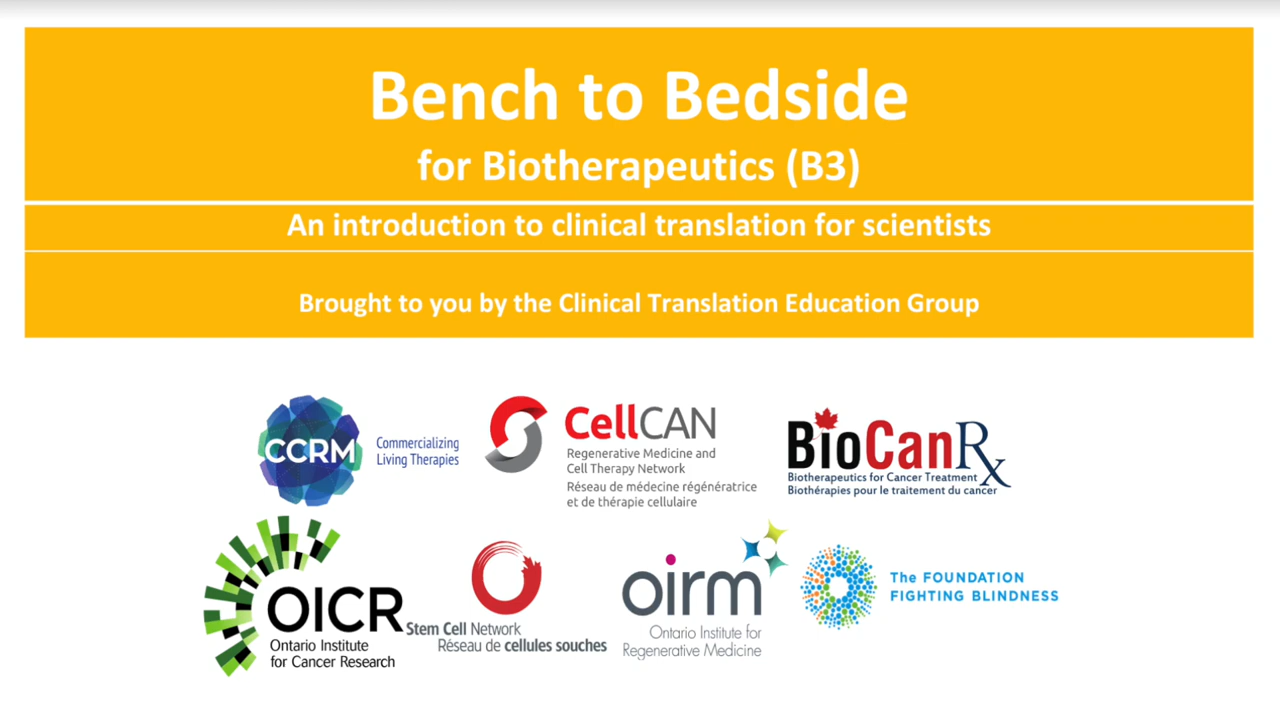 Bench to Bedside
for Biotherapeutics (B3)
An introduction to clinical translation for scientists
Brought to you by the Clinical Translation Education Group
CCRM
Commercializing
Living Therapies
CellCAN
Regenerative Medicine and
Cell Therapy Network
Réseau de médecine régénératrice
et de thérapie cellulaire
BioCanRx
Biotherapeutics for Cancer Treatment
Biothérapies pour le traitement du cancer
OICR
Ontario Institute
for Cancer Research
Stem Cell Network
Réseau de cellules souches
oirm
Ontario Institute for
Regenerative Medicine
The FOUNDATION
FIGHTING BLINDNESS